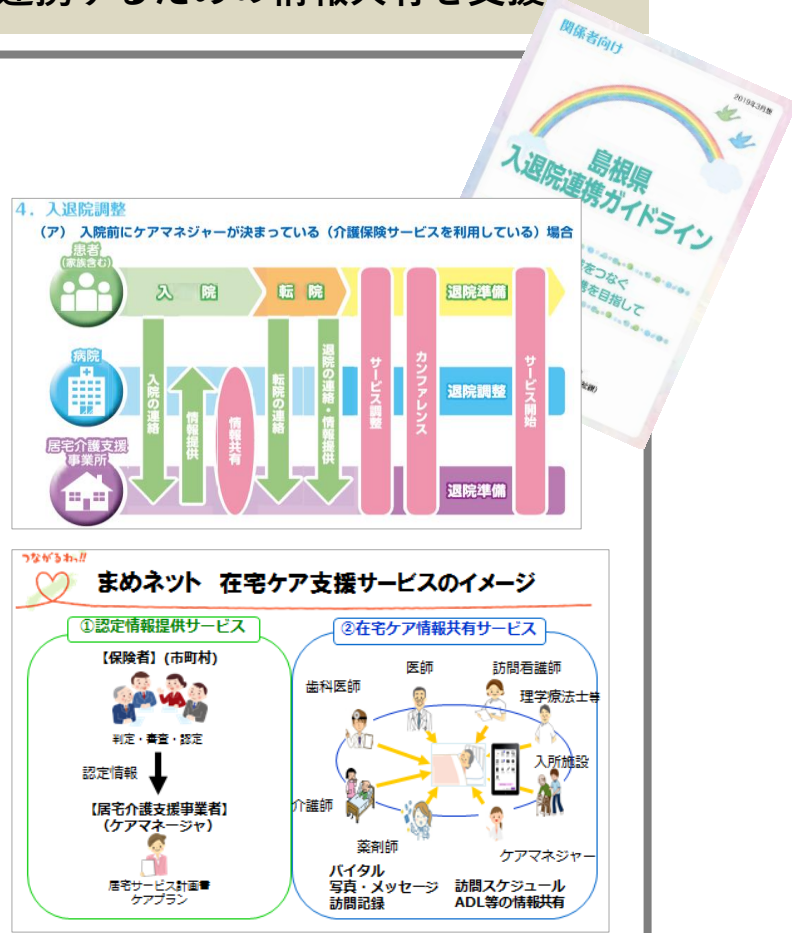 連携するための情報共有を支援
関係者向け
2019年3月版
島根県
入退院連携ガイドライン
をつなぐ
携を目指して
4. 入退院調整
(ア) 入院前にケアマネジャーが決まっている(介護保険サービスを利用している)場合
患者
(家族含む)
入 院
転 院
退院準備
病院
退院調整
居宅介護支援
事業所
退院準備
入院の連絡
情報提供
情報共有
転院の連絡
退院の連絡・情報提供
サービス調整
カンファレンス
サービス開始
つながるわっ!!
まめネット 在宅ケア支援サービスのイメージ
①認定情報提供サービス
【保険者】(市町村)
判定・審査・認定
認定情報
【居宅介護支援事業者】
(ケアマネージャ)
居宅サービス計画書
ケアプラン
②在宅ケア情報共有サービス
医師
訪問看護師
歯科医師
理学療法士等
入所施設
介護師
薬剤師
ケアマネジャー
バイタル
写真・メッセージ
訪問記録
訪問スケジュール
ADL等の情報共有